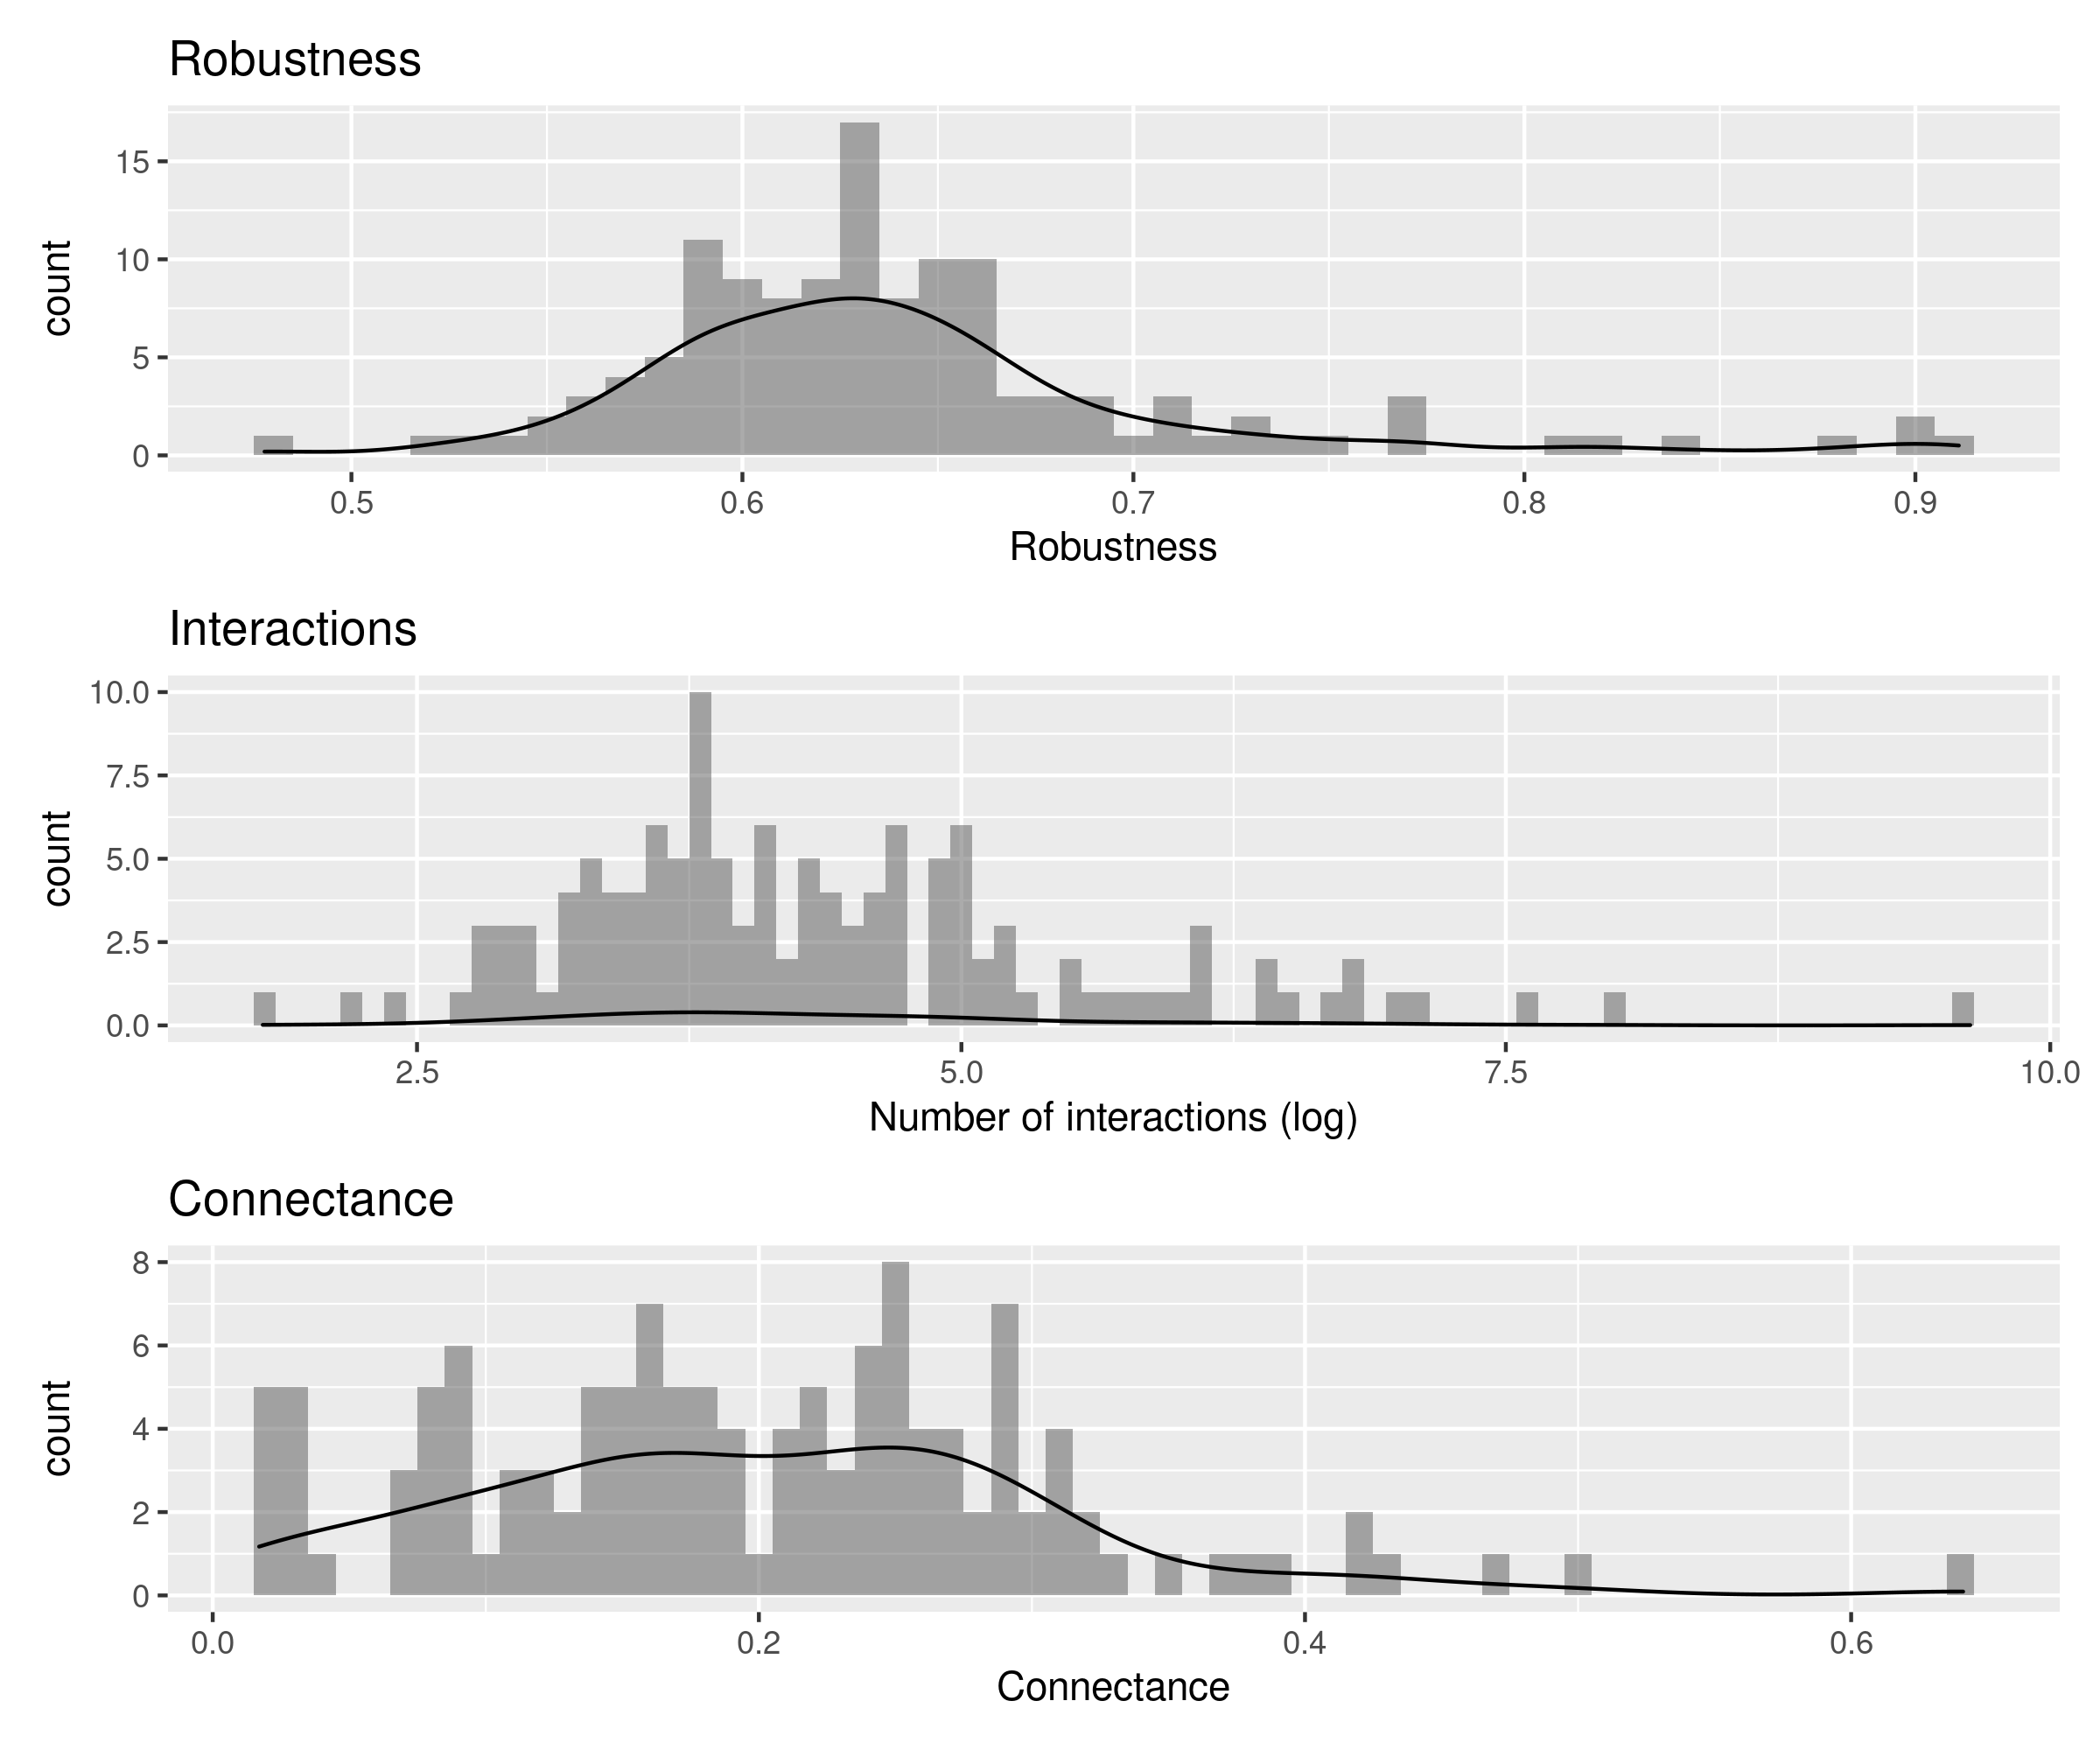 Robustness
count
15
10
5
0
0.5 0.6 0.7 0.8 0.9
Robustness
Interactions
count
10.0
7.5
5.0
2.5
0.0
2.5 5.0 7.5 10.0
Number of interactions (log)
Connectance
count
8
6
4
2
0
0.0 0.2 0.4 0.6
Connectance